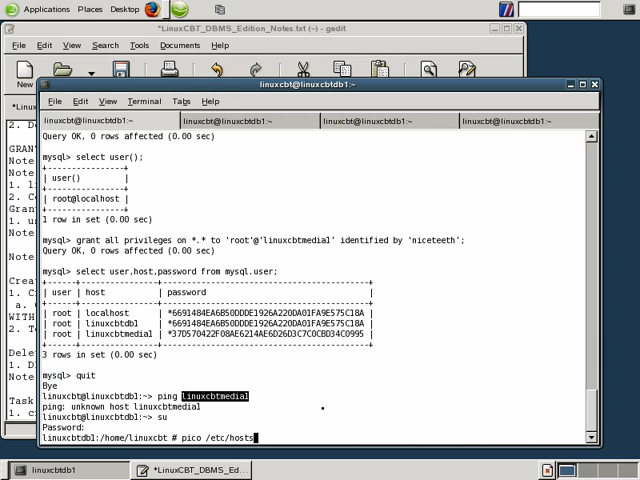 Applications Places Desktop
*LinuxCBT_DBMS_Edition_Notes.txt (~) - gedit
File Edit View Search Tools Documents Help
New
linuxcbt@linuxcbtdb1:~
File Edit View Terminal Tabs Help
linuxcbt@linuxcbtdb1:~ linuxcbt@linuxcbtdb1:~ linuxcbt@linuxcbtdb1:~ linuxcbt@linuxcbtdb1:~
Query OK, 0 rows affected (0.00 sec)
mysql> select user();
+----------------+
| user() |
+----------------+
| root@localhost |
+----------------+
1 row in set (0.00 sec)
mysql> grant all privileges on *.* to 'root'@'linuxcbtmedia1' identified by 'niceteeth';
Query OK, 0 rows affected (0.00 sec)
mysql> select user,host,password from mysql.user;
| user | host | password |
| root | localhost | *6691484EA6B50DDDE1926A220DA01FA9E575C18A |
| root | linuxcbtdb1 | *6691484EA6B50DDDE1926A220DA01FA9E575C18A |
| root | linuxcbtmedia1 | *37D570422F08AE6214AE6D26D3C7C0CBD34C0995 |
3 rows in set (0.00 sec)
mysql> quit
Bye
linuxcbt@linuxcbtdb1:~> ping linuxcbtmedia1
ping: unknown host linuxcbtmedia1
linuxcbt@linuxcbtdb1:~> su
Password:
linuxcbtdb1:/home/linuxcbt # pico /etc/hosts
linuxcbtdb1 *LinuxCBT_DBMS_Ed...